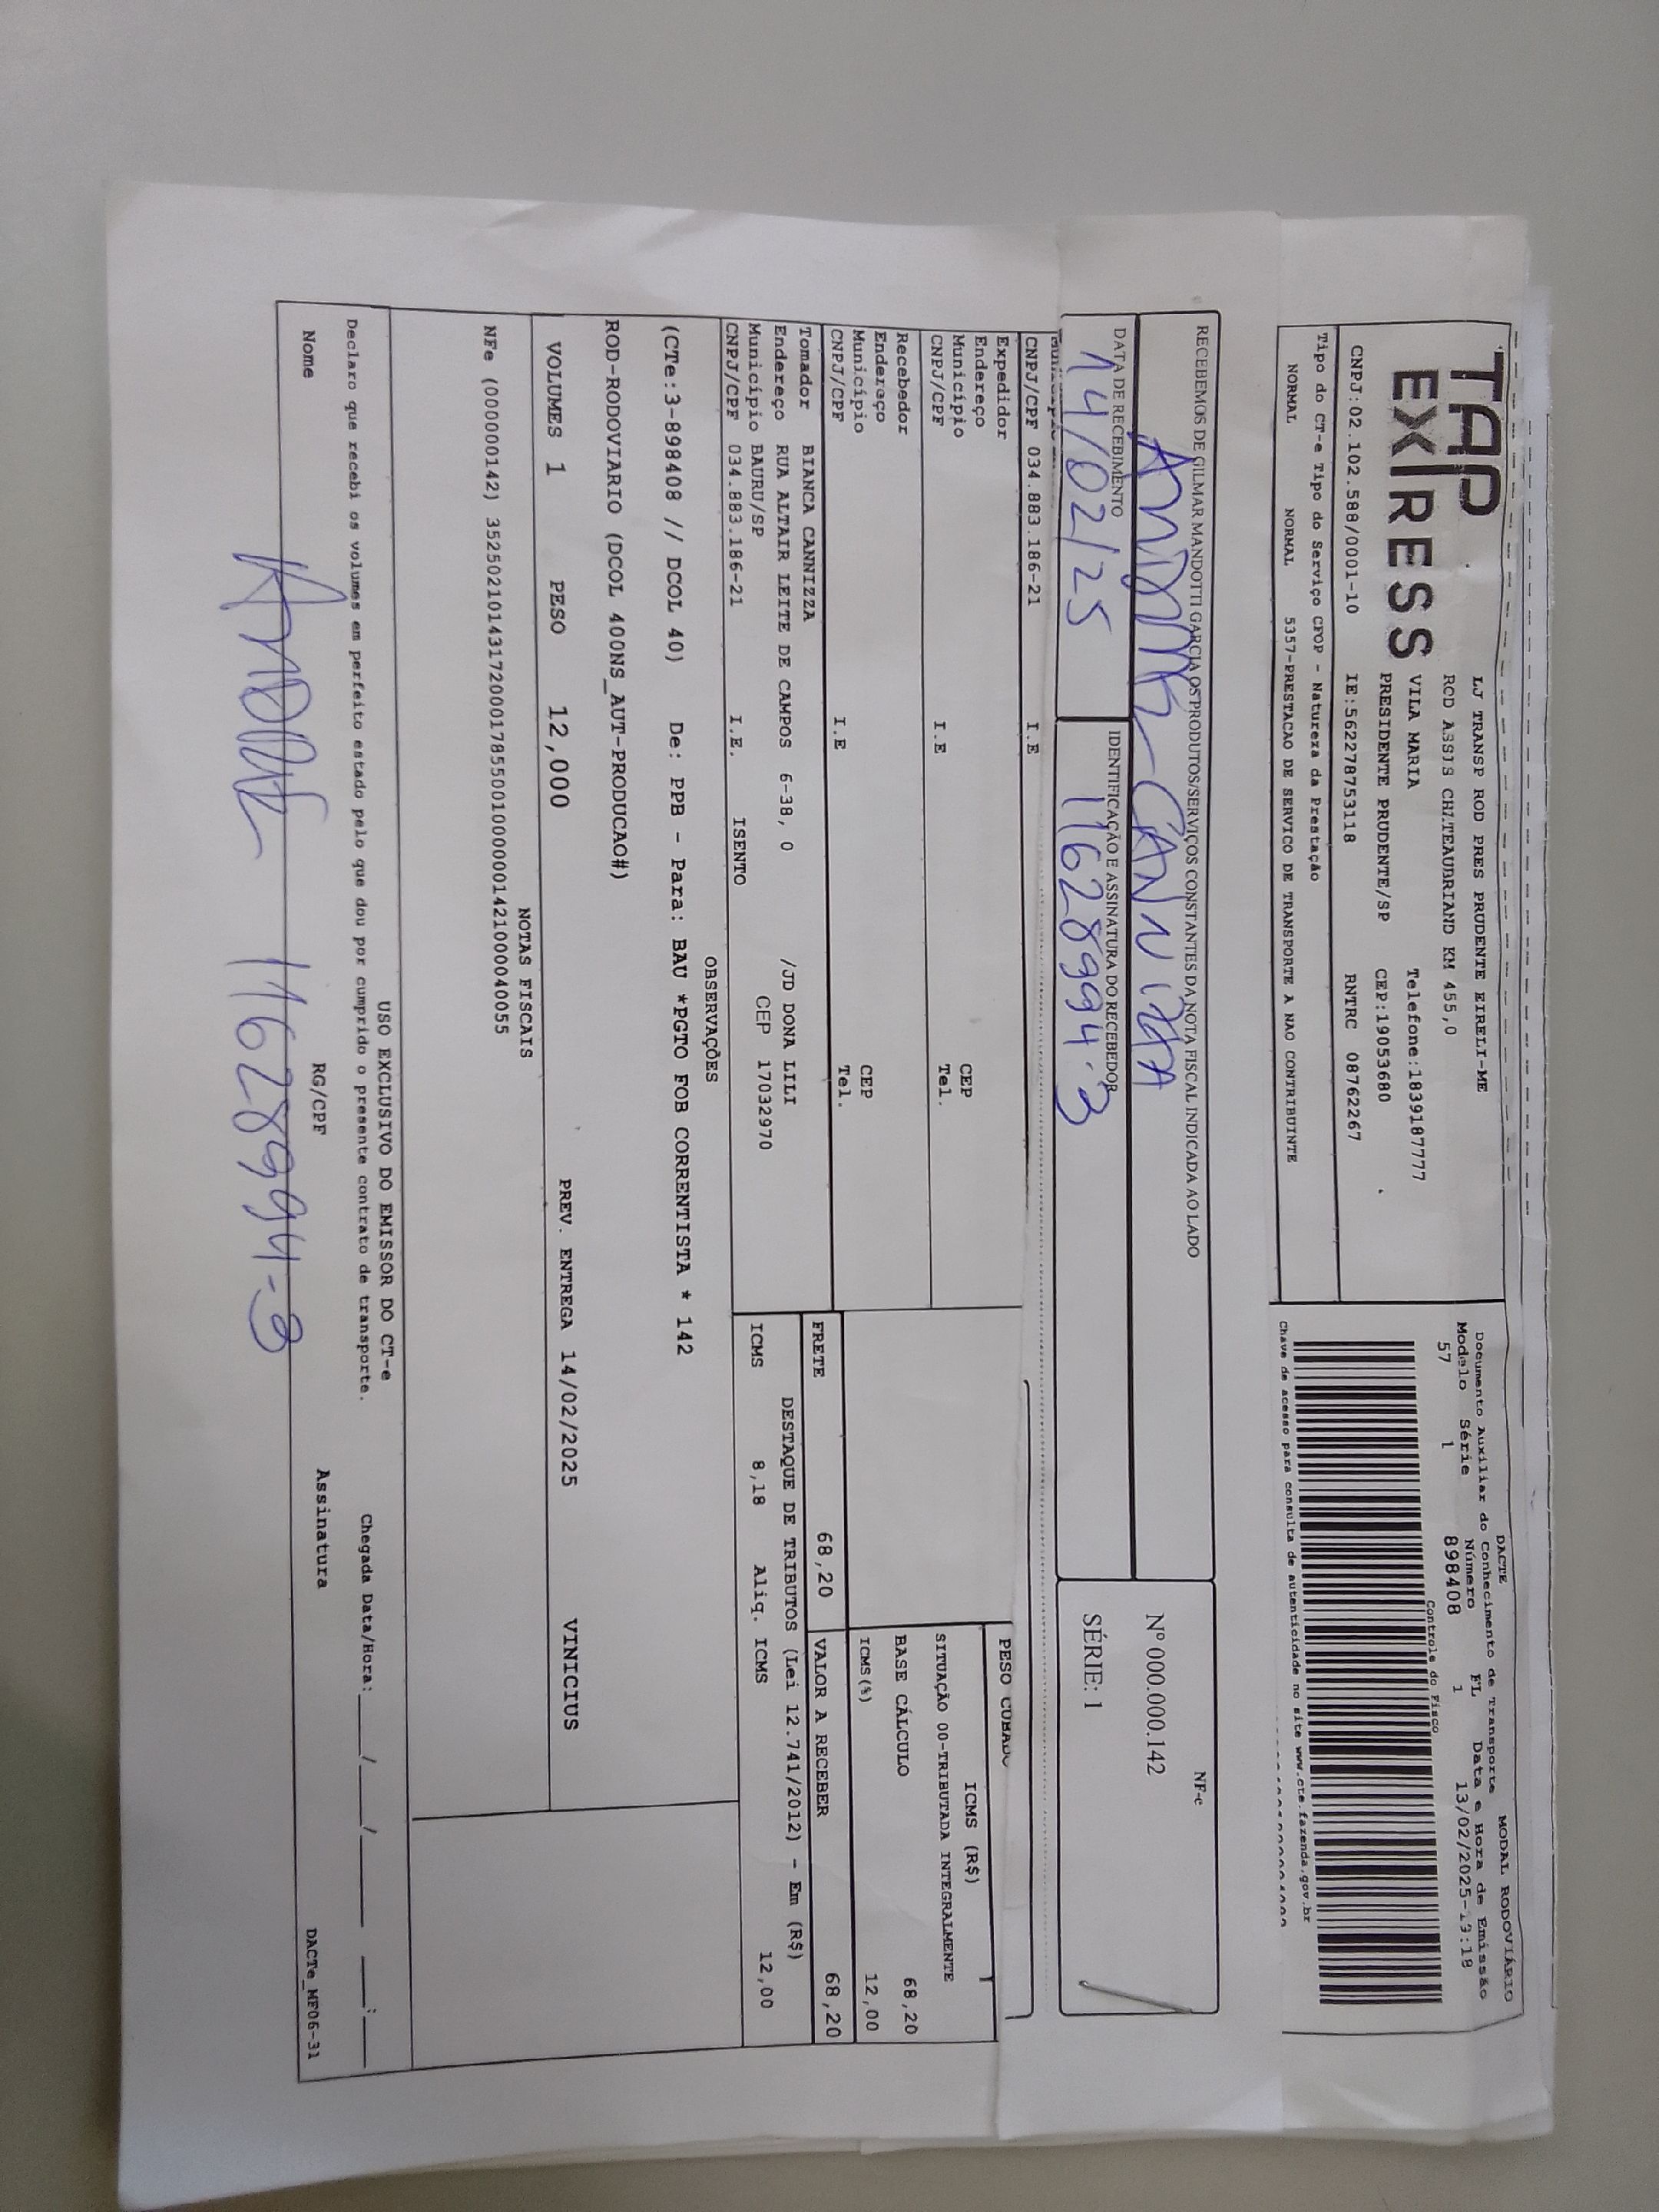 TAP
EXPRESS
LJ TRANSP ROD PRES PRUDENTE EIRELI-ME
ROD ASSIS CHATEAUBRIAND KM 455,0
VILA MARIA Telefone:1839187777
PRESIDENTE PRUDENTE/SP CEP:19053680
CNPJ:02.102.588/0001-10 IE:562278753118 RNTRC 08762267
Tipo do CT-e Tipo do Serviço CFOP - Natureza da Prestação
NORMAL NORMAL 5357-PRESTACAO DE SERVICO DE TRANSPORTE A NAO CONTRIBUINTE
DACTE MODAL RODOVIÁRIO
Documento Auxiliar do Conhecimento de Transporte
Modelo Série Número FL Data e Hora de Emissão
57 1 898408 1 13/02/2025-19:18
Controle do Fisco
Chave de acesso para consulta de autenticidade no site www.cte.fazenda.gov.br
RECEBEMOS DE GILMAR MANDOTTI GARCIA OS PRODUTOS/SERVIÇOS CONSTANTES DA NOTA FISCAL INDICADA AO LADO
NF-e
Nº 000.000.142
SÉRIE: 1
DATA DE RECEBIMENTO
14/02/25
IDENTIFICAÇÃO E ASSINATURA DO RECEBEDOR
11628994-3
CNPJ/CPF 034.883.186-21 I.E
Expedidor
Endereço
Município CEP
CNPJ/CPF I.E Tel.
Recebedor
Endereço
Município CEP
CNPJ/CPF I.E Tel.
Tomador BIANCA CANNIZZA
Endereço RUA ALTAIR LEITE DE CAMPOS 6-38, 0 /JD DONA LILI
Município BAURU/SP CEP 17032970
CNPJ/CPF 034.883.186-21 I.E. ISENTO
PESO CUBADO
ICMS (R$)
SITUAÇÃO 00-TRIBUTADA INTEGRALMENTE
BASE CÁLCULO 68,20
ICMS(%) 12,00
FRETE 68,20 VALOR A RECEBER 68,20
DESTAQUE DE TRIBUTOS (Lei 12.741/2012) - Em (R$)
ICMS 8,18 Aliq. ICMS 12,00
OBSERVAÇÕES
(CTe:3-898408 // DCOL 40) De: PPB - Para: BAU *PGTO FOB CORRENTISTA * 142
ROD-RODOVIARIO (DCOL 400NS_AUT-PRODUCAO#)
VOLUMES 1 PESO 12,000 PREV. ENTREGA 14/02/2025 VINICIUS
NOTAS FISCAIS
NFe (000000142) 35250210143172000178550010000001421000040055
USO EXCLUSIVO DO EMISSOR DO CT-e
Declaro que recebi os volumes em perfeito estado pelo que dou por cumprido o presente contrato de transporte. Chegada Data/Hora:___/___/_____ ___:___
Nome RG/CPF Assinatura DACTe_MF06-31
11628994-3